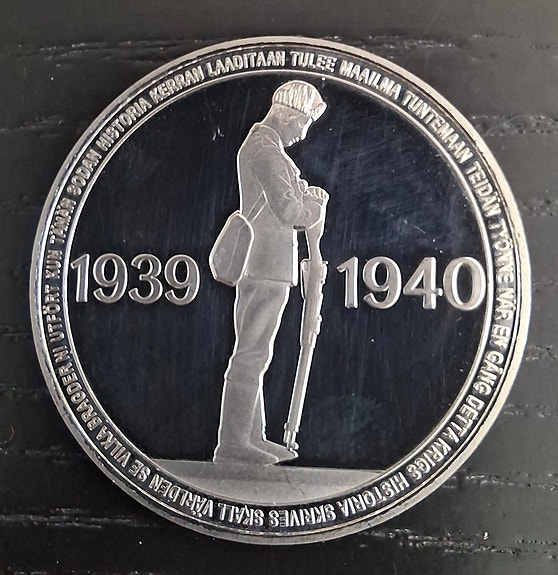 KUN TÄMÄN SODAN HISTORIA KERRAN LAADITAAN TULEE MAAILMA TUNTEMAAN TEIDÄN TYÖNNE
NÄR EN GÅNG DETTA KRIGS HISTORIA SKRIVES SKALL VÄRLDEN SE VILKA BRAGDER NI UTFÖRT
1939
1940